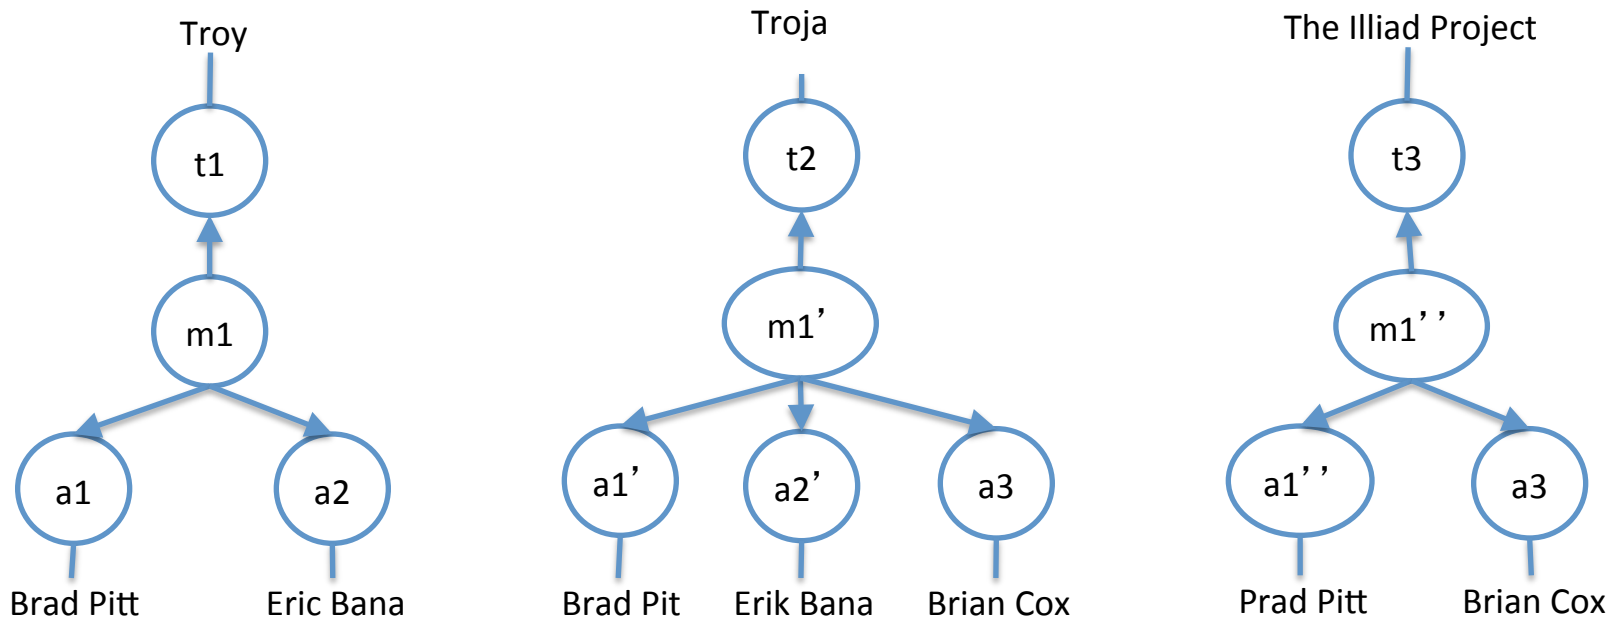 Troy
Troja
The Illiad Project
t1
t2
t3
m1
m1’
m1’’
a1
a2
a1’
a2’
a3
a1’’
a3
Brad Pitt
Eric Bana
Brad Pit
Erik Bana
Brian Cox
Prad Pitt
Brian Cox